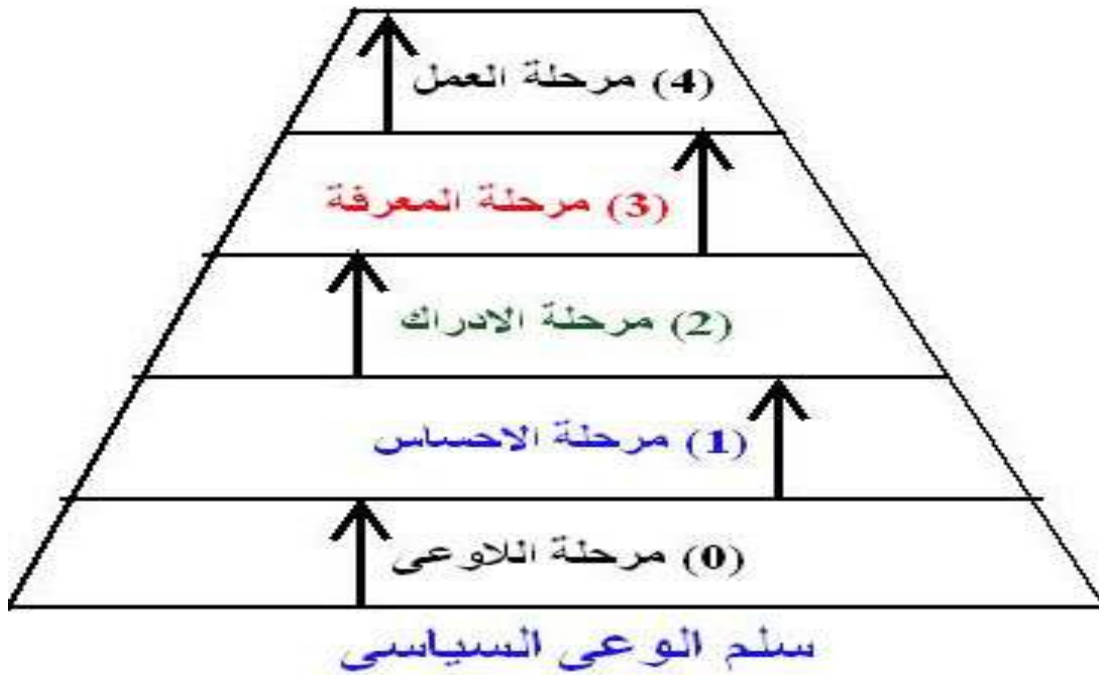 (4) مرحلة العمل
(3) مرحلة المعرفة
(2) مرحلة الادراك
(1) مرحلة الاحساس
(0) مرحلة اللاوعى
سلم الوعى السياسى